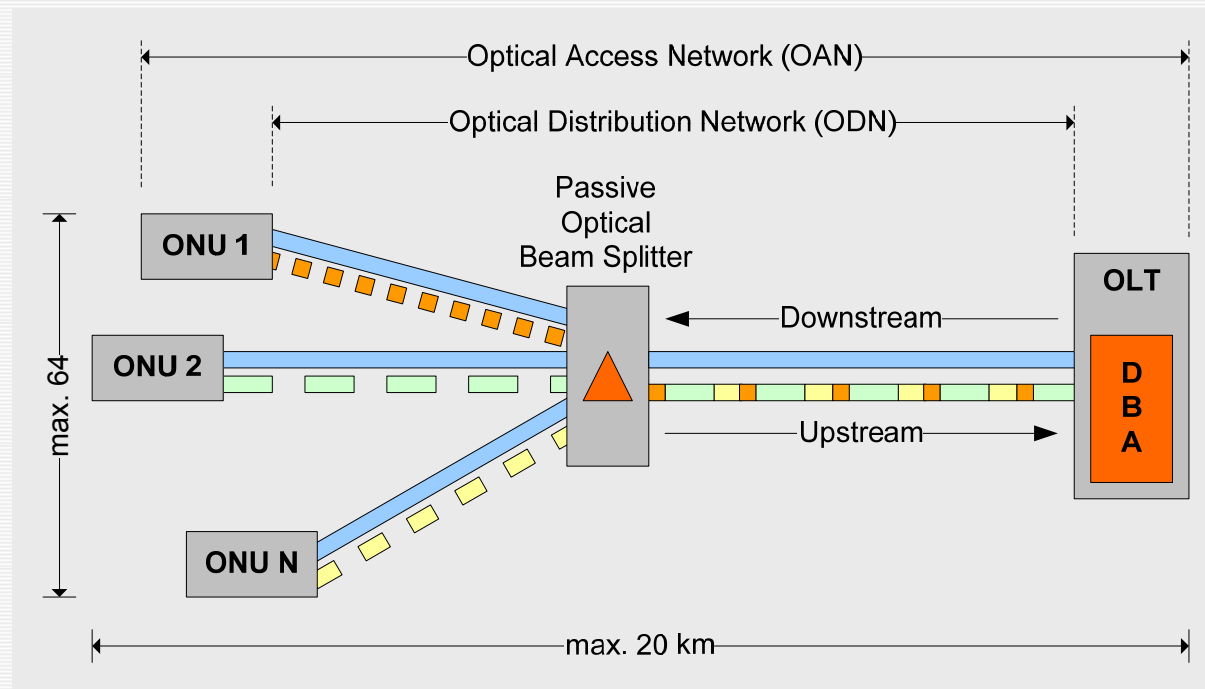 Optical Access Network (OAN)
Optical Distribution Network (ODN)
Passive
Optical
Beam Splitter
ONU 1
OLT
Downstream
ONU 2
max. 64
D
B
A
Upstream
ONU N
max. 20 km